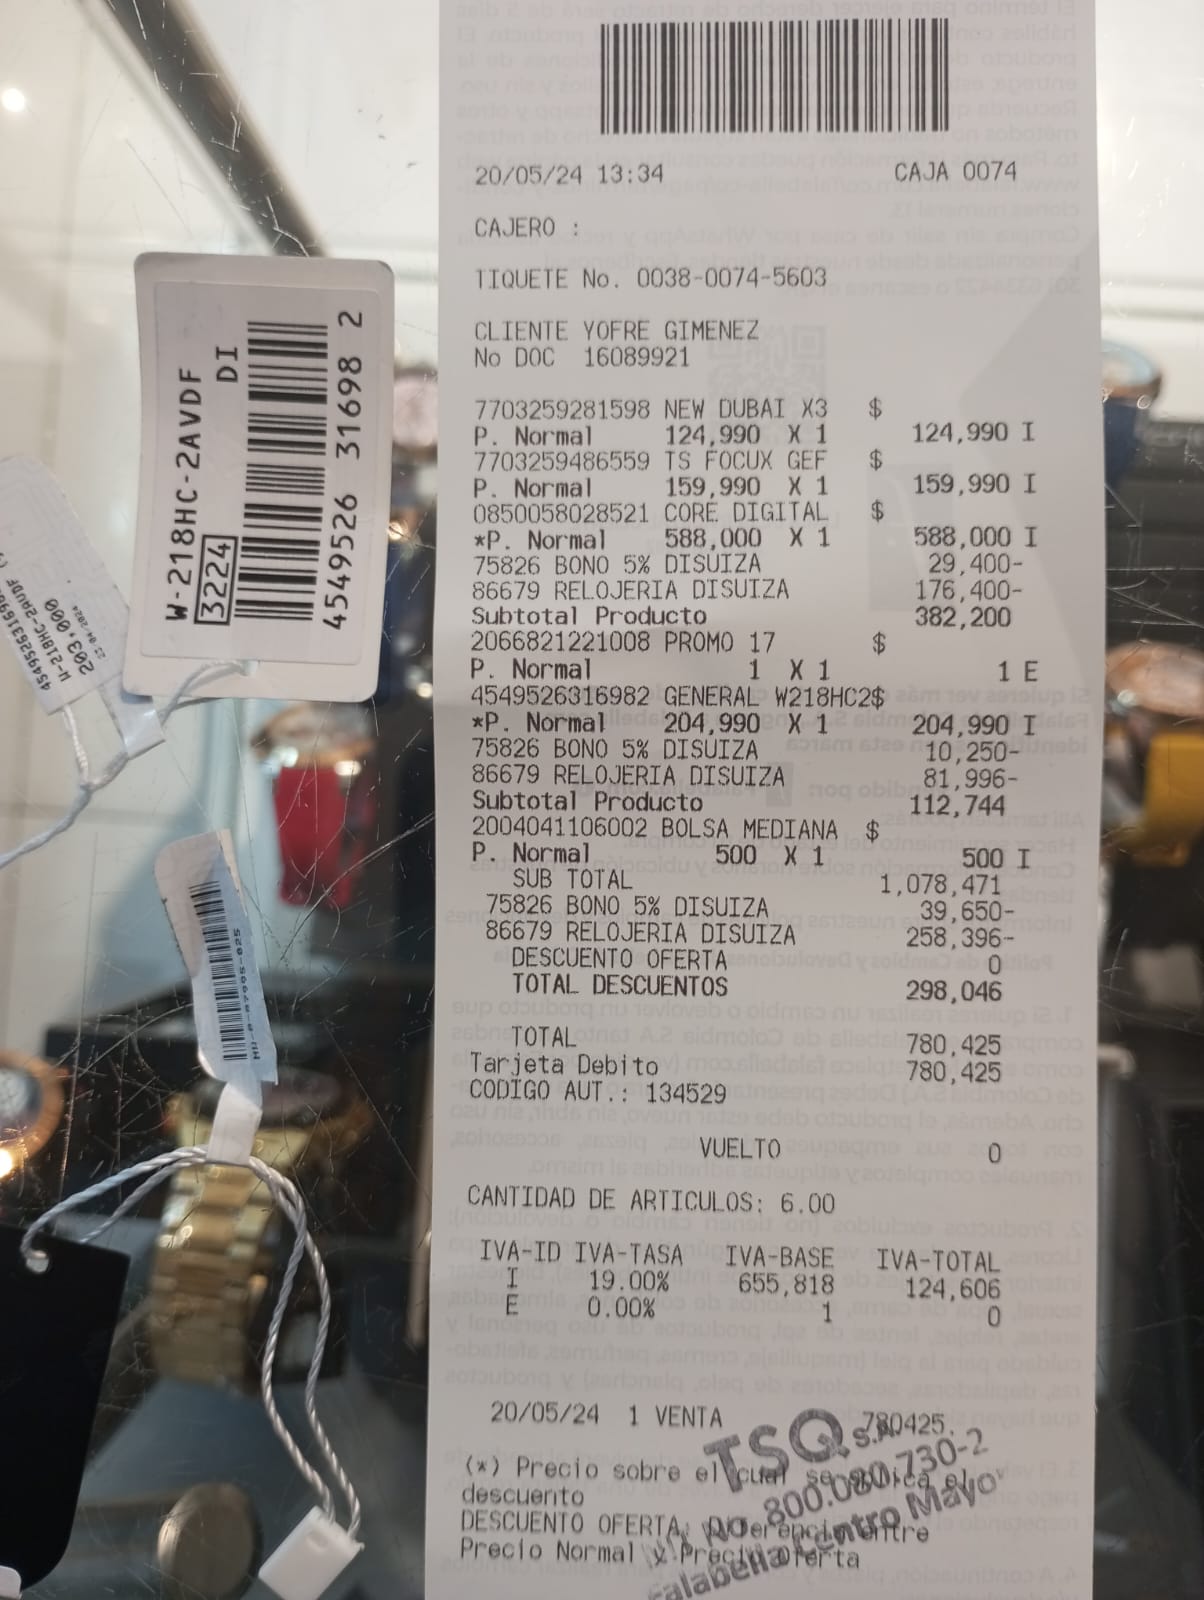 20/05/24 13:34 CAJA 0074
CAJERO :
TIQUETE No. 0038-0074-5603
CLIENTE YOFRE GIMENEZ
No DOC 16089921
7703259281598 NEW DUBAI X3 $
P. Normal 124,990 X 1 124,990 I
7703259486559 TS FOCUX GEF $
P. Normal 159,990 X 1 159,990 I
0850058028521 CORE DIGITAL $
*P. Normal 588,000 X 1 588,000 I
75826 BONO 5% DISUIZA 29,400-
86679 RELOJERIA DISUIZA 176,400-
Subtotal Producto 382,200
2066821221008 PROMO 17 $
P. Normal 1 X 1 1 E
4549526316982 GENERAL W218HC2$
*P. Normal 204,990 X 1 204,990 I
75826 BONO 5% DISUIZA 10,250-
86679 RELOJERIA DISUIZA 81,996-
Subtotal Producto 112,744
2004041106002 BOLSA MEDIANA $
P. Normal 500 X 1 500 I
SUB TOTAL 1,078,471
75826 BONO 5% DISUIZA 39,650-
86679 RELOJERIA DISUIZA 258,396-
DESCUENTO OFERTA 0
TOTAL DESCUENTOS 298,046
TOTAL 780,425
Tarjeta Debito 780,425
CODIGO AUT.: 134529
VUELTO 0
CANTIDAD DE ARTICULOS: 6.00
IVA-ID IVA-TASA IVA-BASE IVA-TOTAL
I 19.00% 655,818 124,606
E 0.00% 1 0
20/05/24 1 VENTA 780425.
(*) Precio sobre el cual se aplica el
descuento
DESCUENTO OFERTA, Diferencia entre
Precio Normal y Precio Oferta
TSQ S.A.
Nit. No. 800.080.730-2
Falabella Centro Mayo
W-218HC-2AVDF
DI
3224
4549526 31698 2
W-218HC-2AVDF
203,000
23/04/2024